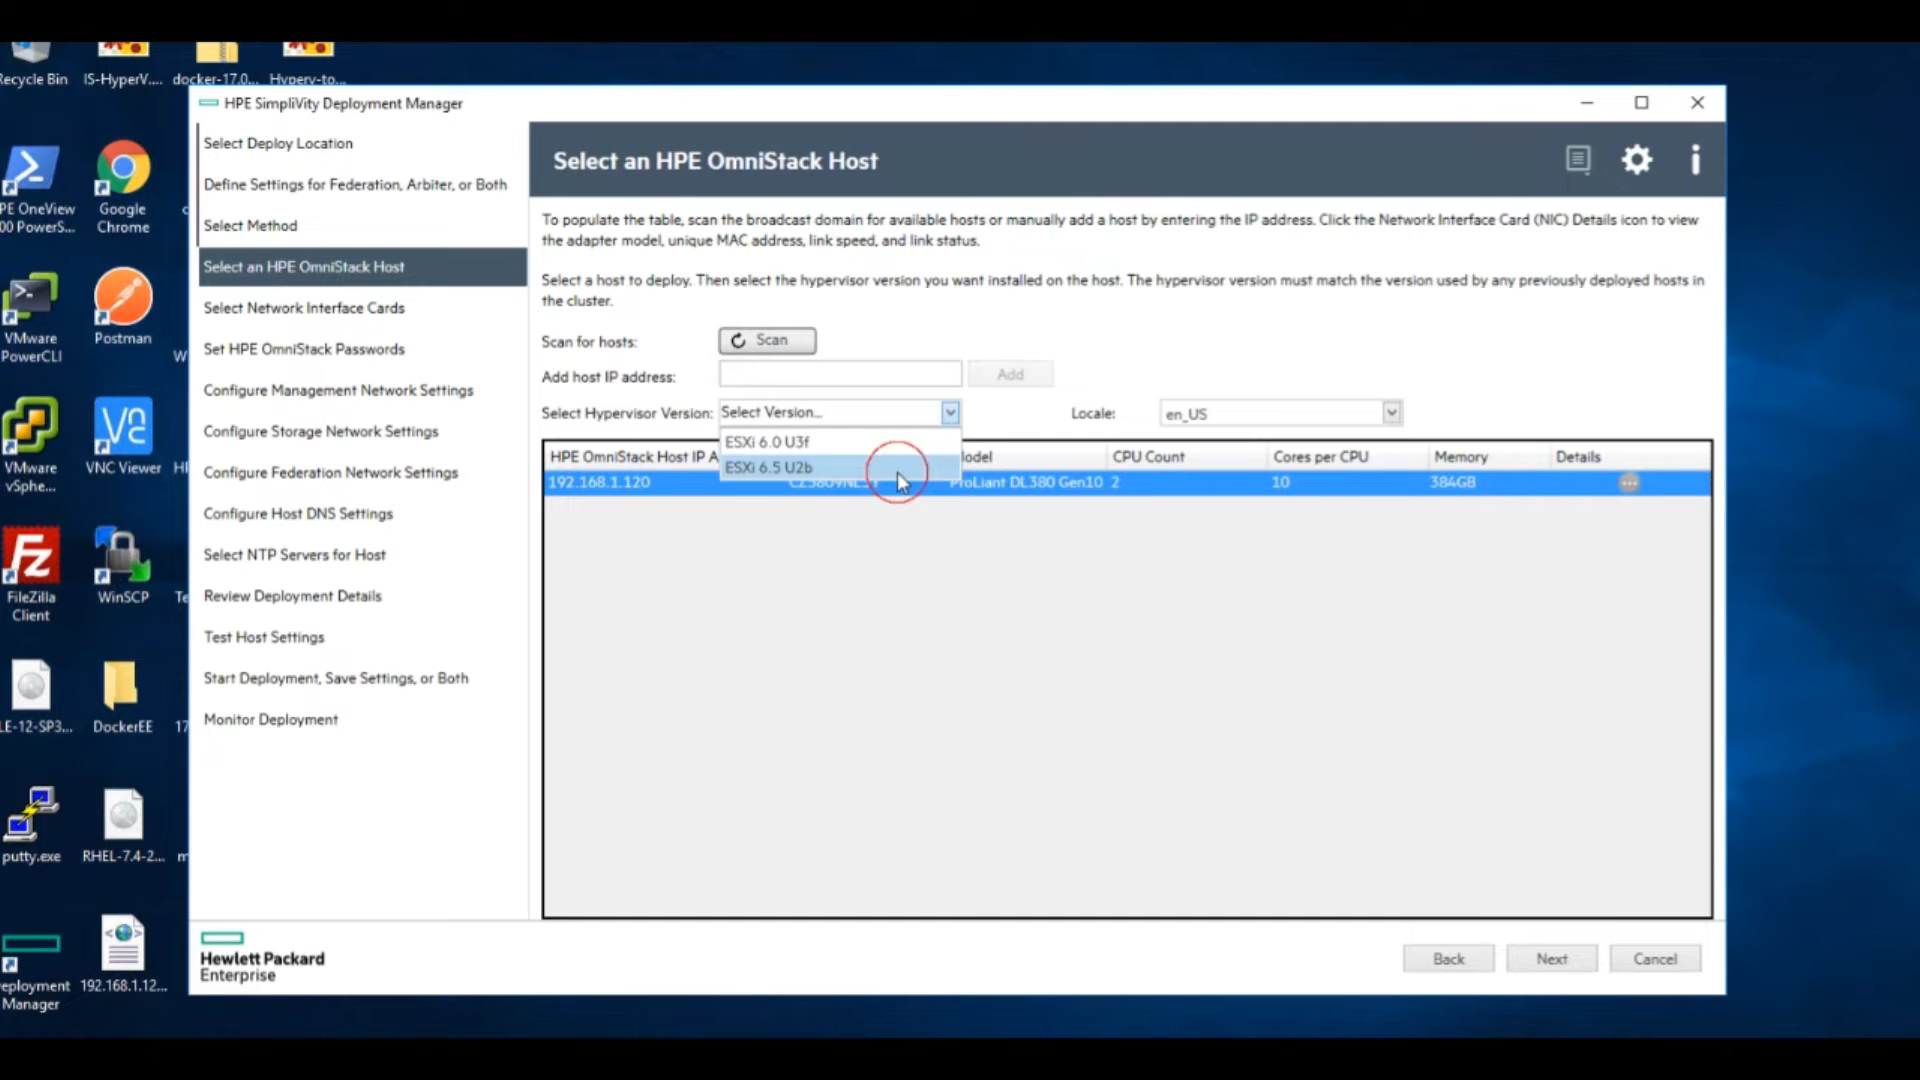 Recycle Bin
IS-HyperV....
docker-17.0...
Hyperv-to...
HPE SimpliVity Deployment Manager
Select Deploy Location
Define Settings for Federation, Arbiter, or Both
Select Method
Select an HPE OmniStack Host
Select Network Interface Cards
Set HPE OmniStack Passwords
Configure Management Network Settings
Configure Storage Network Settings
Configure Federation Network Settings
Configure Host DNS Settings
Select NTP Servers for Host
Review Deployment Details
Test Host Settings
Start Deployment, Save Settings, or Both
Monitor Deployment
Select an HPE OmniStack Host
To populate the table, scan the broadcast domain for available hosts or manually add a host by entering the IP address. Click the Network Interface Card (NIC) Details icon to view
the adapter model, unique MAC address, link speed, and link status.
Select a host to deploy. Then select the hypervisor version you want installed on the host. The hypervisor version must match the version used by any previously deployed hosts in
the cluster.
Scan for hosts: Scan
Add host IP address: Add
Select Hypervisor Version: Select Version... Locale: en_US
ESXi 6.0 U3f
ESXi 6.5 U2b
HPE OmniStack Host IP A odel CPU Count Cores per CPU Memory Details
192.168.1.120 ProLiant DL380 Gen10 2 10 384GB
Hewlett Packard
Enterprise
Back Next Cancel
PE OneView
00 PowerS...
Google
Chrome
VMware
PowerCLI
Postman
VMware
vSphe...
VNC Viewer
FileZilla
Client
WinSCP
LE-12-SP3...
DockerEE
putty.exe
RHEL-7.4-2...
eployment
Manager
192.168.1.12...